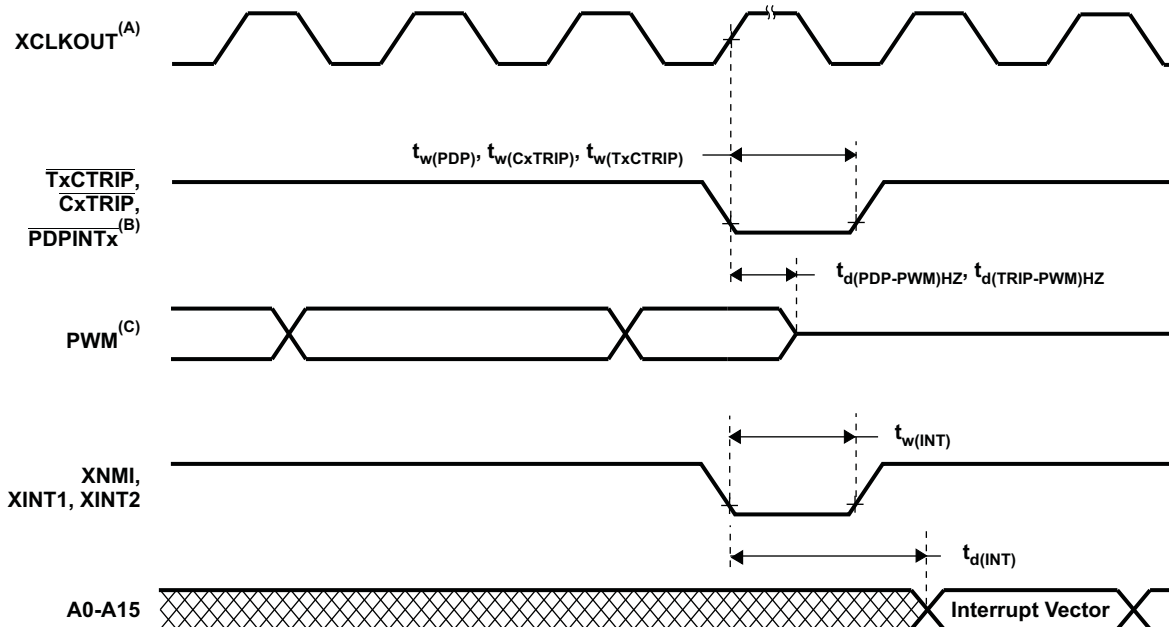 XCLKOUT(A)
tw(PDP), tw(CxTRIP), tw(TxCTRIP)
TxCTRIP,
CxTRIP,
PDPINTx(B)
td(PDP-PWM)HZ, td(TRIP-PWM)HZ
PWM(C)
tw(INT)
XNMI,
XINT1, XINT2
td(INT)
A0-A15
Interrupt Vector